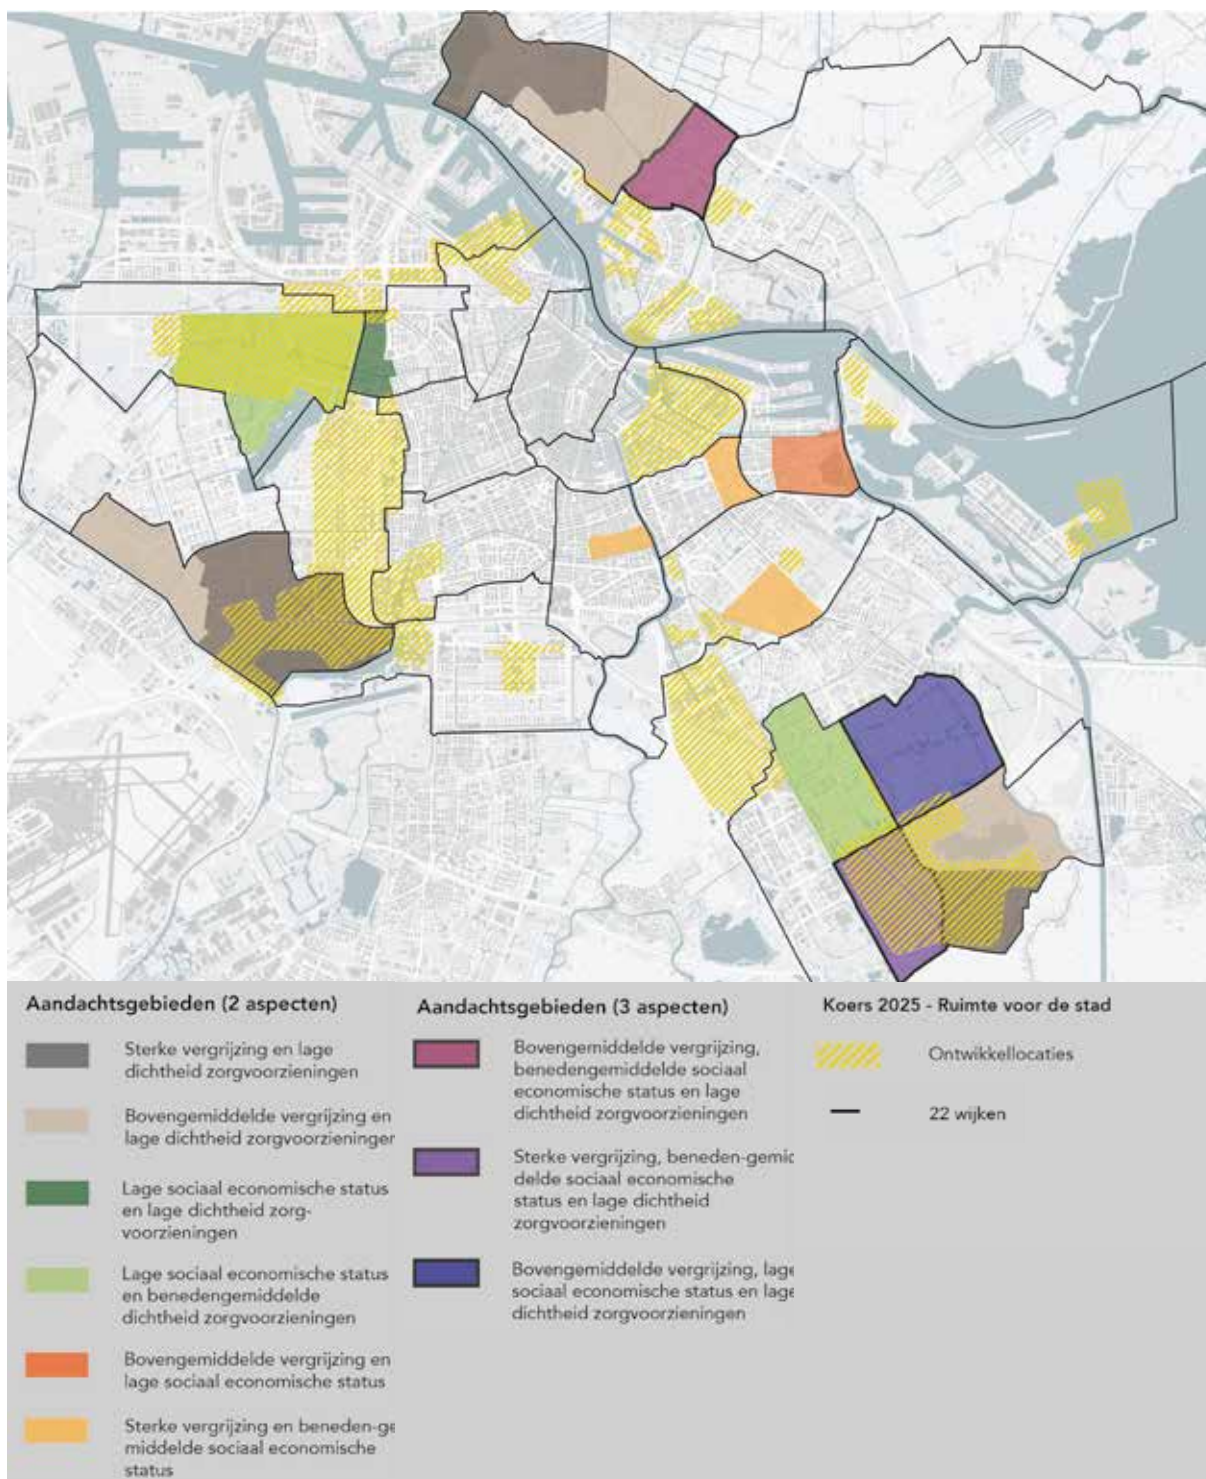 Aandachtsgebieden (2 aspecten)
Sterke vergrijzing en lage
dichtheid zorgvoorzieningen
Bovengemiddelde vergrijzing en
lage dichtheid zorgvoorzieninger
Lage sociaal economische status
en lage dichtheid zorg-
voorzieningen
Lage sociaal economische status
en benedengemiddelde
dichtheid zorgvoorzieningen
Bovengemiddelde vergrijzing en
lage sociaal economische status
Sterke vergrijzing en beneden-ge
middelde sociaal economische
status
Aandachtsgebieden (3 aspecten)
Bovengemiddelde vergrijzing,
benedengemiddelde sociaal
economische status en lage
dichtheid zorgvoorzieningen
Sterke vergrijzing, beneden-gemid
delde sociaal economische
status en lage dichtheid
zorgvoorzieningen
Bovengemiddelde vergrijzing, lage
sociaal economische status en lage
dichtheid zorgvoorzieningen
Koers 2025 - Ruimte voor de stad
Ontwikkellocaties
22 wijken